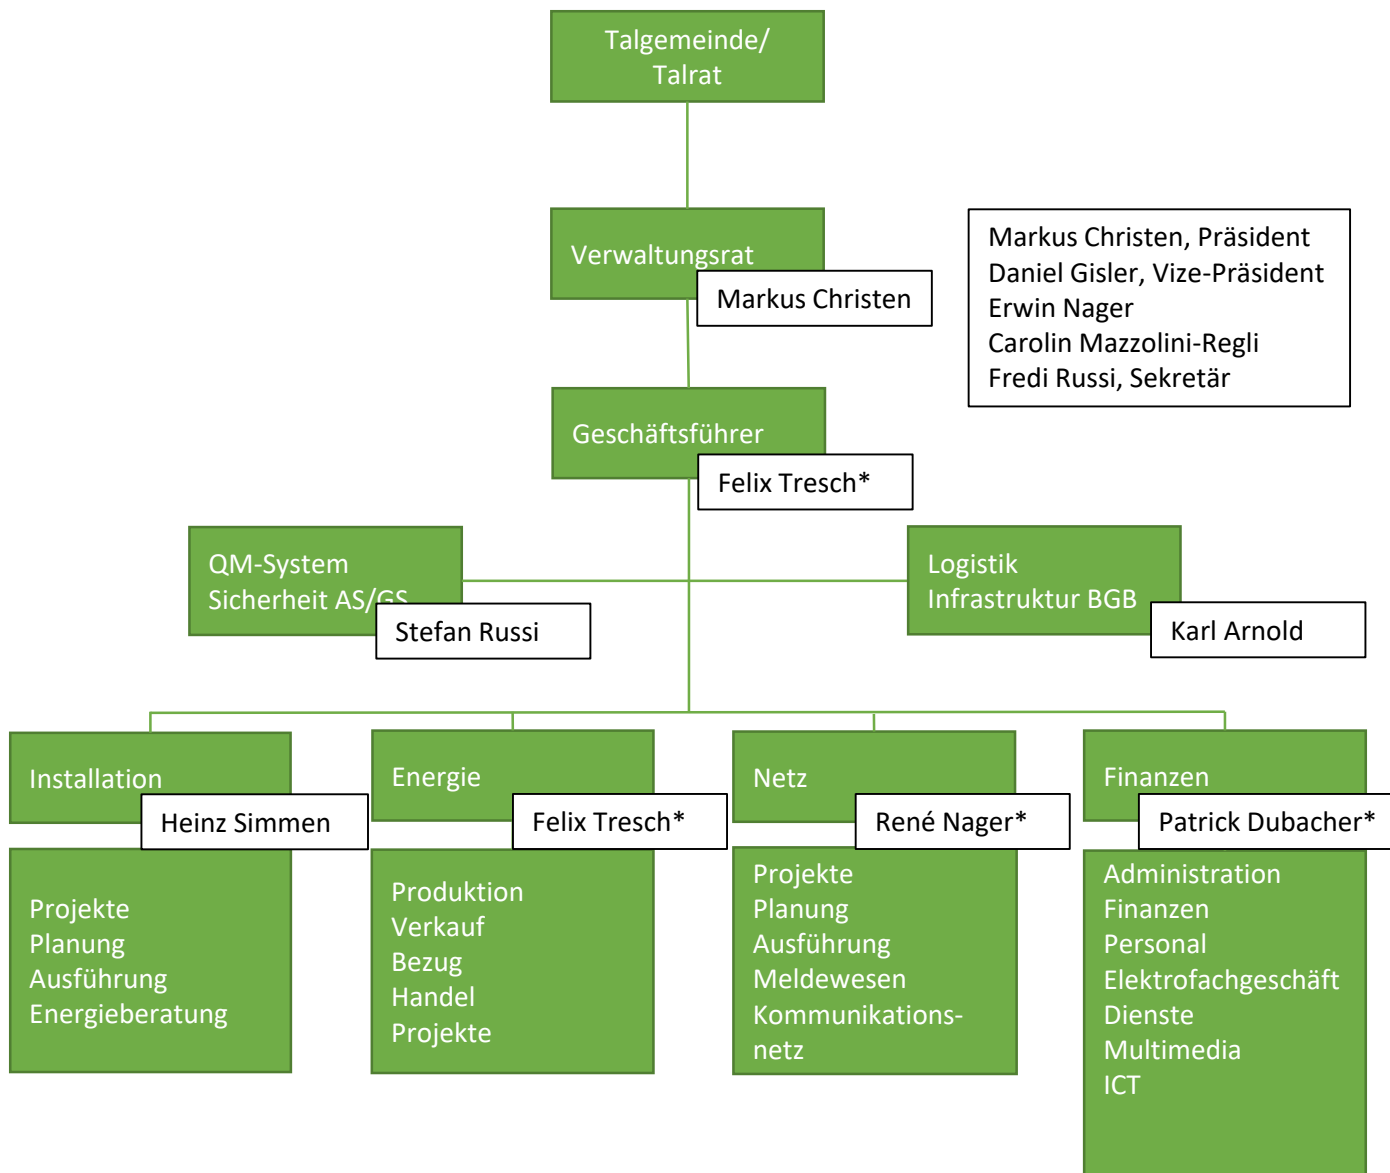 Talgemeinde/
Talrat
Verwaltungsrat
Markus Christen
Markus Christen, Präsident
Daniel Gisler, Vize-Präsident
Erwin Nager
Carolin Mazzolini-Regli
Fredi Russi, Sekretär
Geschäftsführer
Felix Tresch*
QM-System
Sicherheit AS/GS
Stefan Russi
Logistik
Infrastruktur BGB
Karl Arnold
Installation
Heinz Simmen
Energie
Felix Tresch*
Netz
René Nager*
Finanzen
Patrick Dubacher*
Projekte
Planung
Ausführung
Energieberatung
Produktion
Verkauf
Bezug
Handel
Projekte
Projekte
Planung
Ausführung
Meldewesen
Kommunikations-
netz
Administration
Finanzen
Personal
Elektrofachgeschäft
Dienste
Multimedia
ICT